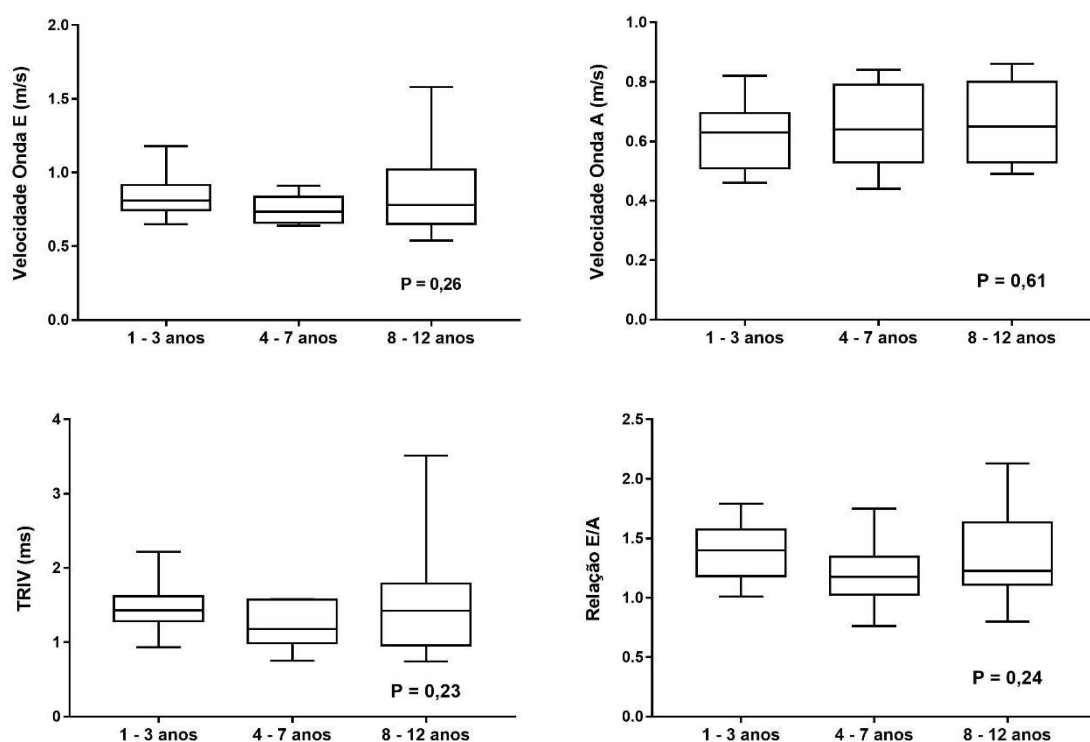 Velocidade Onda E (m/s)
2.0
1.5
1.0
0.5
0.0
P = 0,26
1 - 3 anos
4 - 7 anos
8 - 12 anos
Velocidade Onda A (m/s)
1.0
0.8
0.6
0.4
0.2
0.0
P = 0,61
1 - 3 anos
4 - 7 anos
8 - 12 anos
TRIV (ms)
4
3
2
1
0
P = 0,23
1 - 3 anos
4 - 7 anos
8 - 12 anos
Relação E/A
2.5
2.0
1.5
1.0
0.5
0.0
P = 0,24
1 - 3 anos
4 - 7 anos
8 - 12 anos